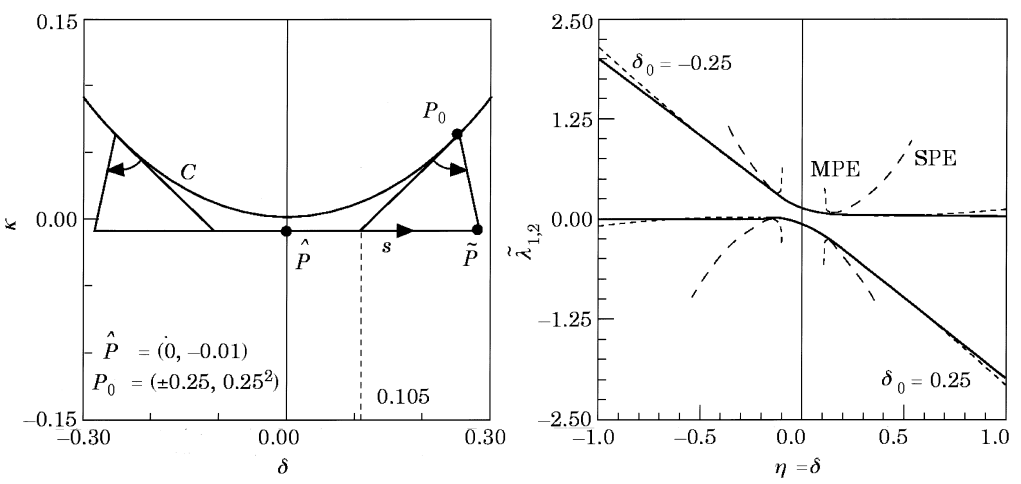 0.15
κ
0.00
−0.15
−0.30
0.00
0.30
δ
P₀
C
s
P̂
P̃
P̂ = (0, −0.01)
P₀ = (±0.25, 0.25²)
0.105
2.50
1.25
0.00
−1.25
−2.50
λ̃₁,₂
−1.0
−0.5
0.0
0.5
1.0
η = δ
δ₀ = −0.25
MPE
SPE
δ₀ = 0.25